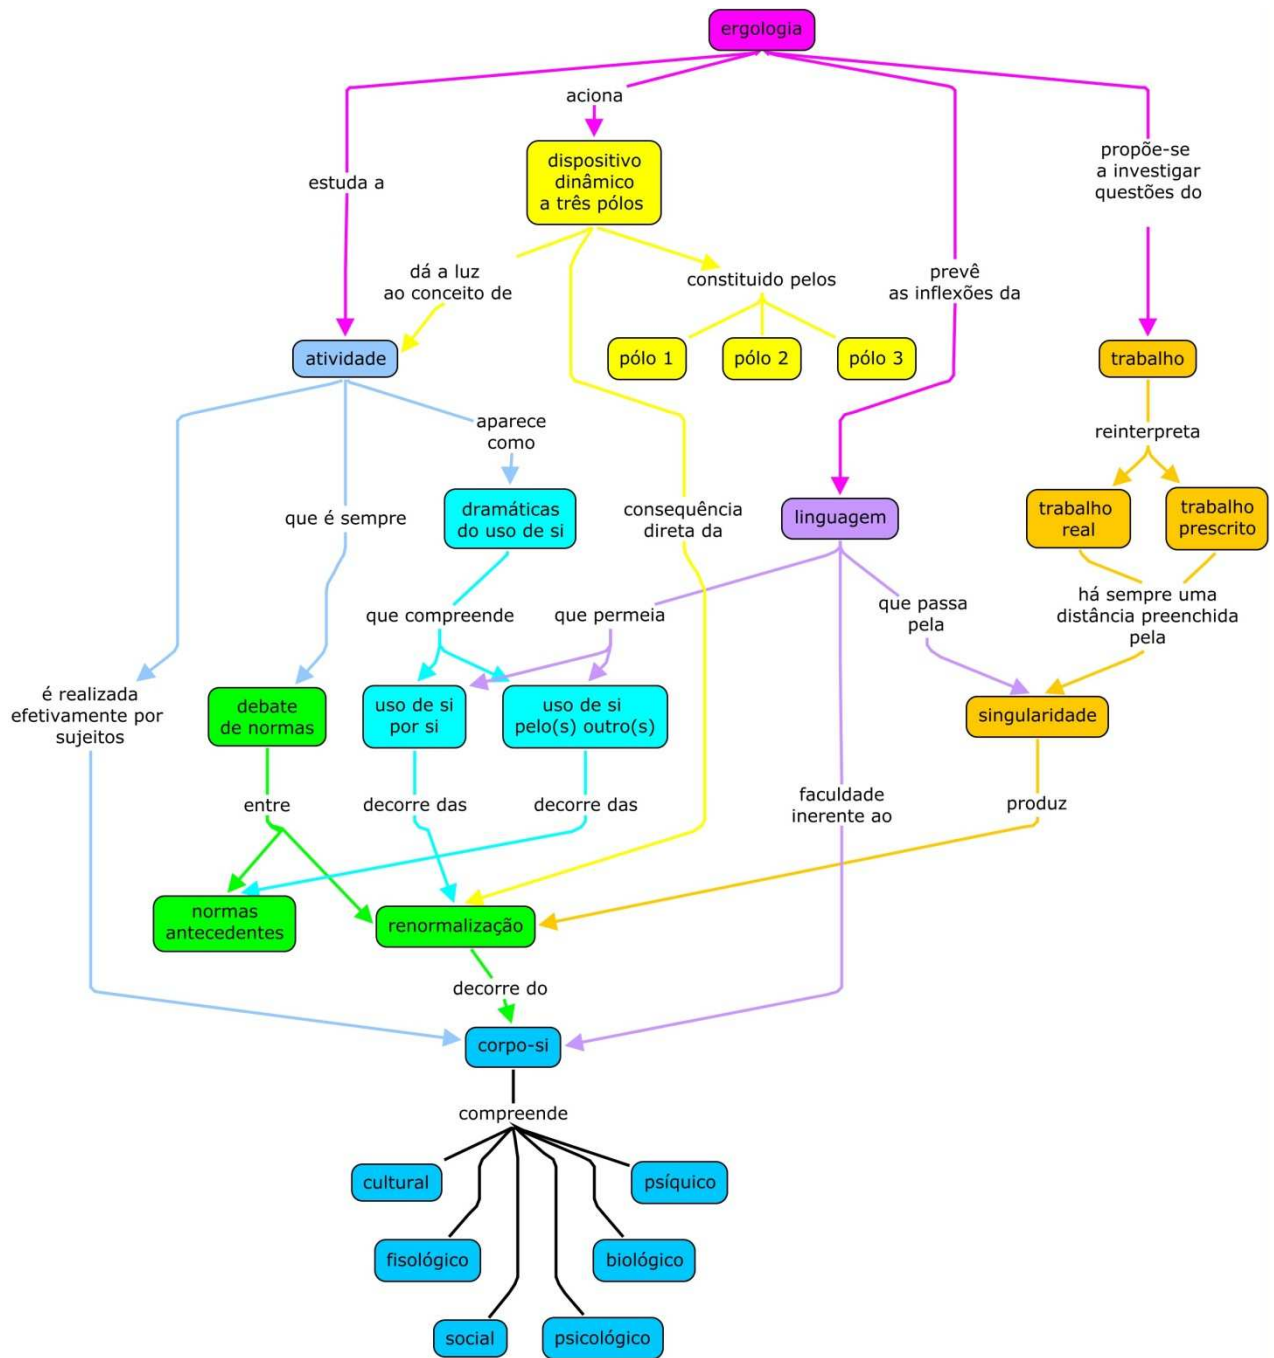 ergologia
aciona
estuda a
dispositivo
dinâmico
a três pólos
propõe-se
a investigar
questões do
dá a luz
ao conceito de
constituido pelos
prevê
as inflexões da
atividade
pólo 1
pólo 2
pólo 3
trabalho
aparece
como
reinterpreta
que é sempre
dramáticas
do uso de si
consequência
direta da
linguagem
trabalho
real
trabalho
prescrito
que compreende
que permeia
que passa
pela
há sempre uma
distância preenchida
pela
é realizada
efetivamente por
sujeitos
debate
de normas
uso de si
por si
uso de si
pelo(s) outro(s)
singularidade
entre
decorre das
decorre das
faculdade
inerente ao
produz
normas
antecedentes
renormalização
decorre do
corpo-si
compreende
cultural
psíquico
fisológico
biológico
social
psicológico